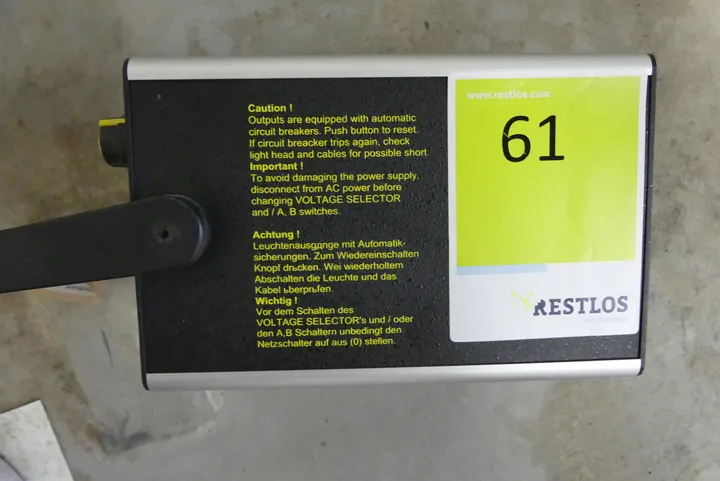 Caution !
Outputs are equipped with automatic
circuit breakers. Push button to reset.
If circuit breacker trips again, check
light head and cables for possible short
Important !
To avoid damaging the power supply,
disconnect from AC power before
changing VOLTAGE SELECTOR
and / A, B switches.
Achtung !
Leuchtenausgдnge mit Automatik-
sicherungen. Zum Wiedereinschalten
Knopf drьcken. Wei wiederholtem
Abschalten die Leuchte und das
Kabel ьberprьfen.
Wichtig !
Vor dem Schalten des
VOLTAGE SELECTOR's und / oder
den A,B Schaltern unbedingt den
Netzschalter auf aus (0) stellen.
www.restlos.com
61
RESTLOS